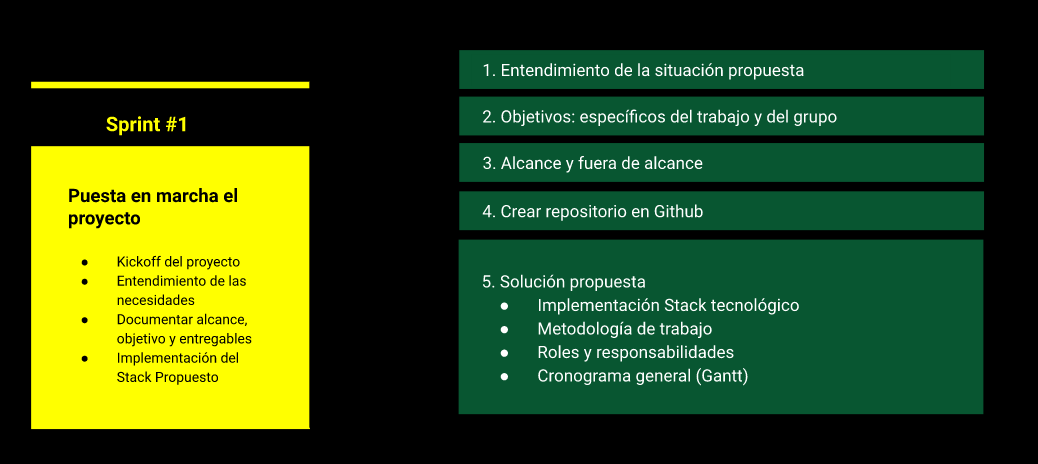 Sprint #1
Puesta en marcha el
proyecto
● Kickoff del proyecto
● Entendimiento de las
necesidades
● Documentar alcance,
objetivo y entregables
● Implementación del
Stack Propuesto
1. Entendimiento de la situación propuesta
2. Objetivos: específicos del trabajo y del grupo
3. Alcance y fuera de alcance
4. Crear repositorio en Github
5. Solución propuesta
● Implementación Stack tecnológico
● Metodología de trabajo
● Roles y responsabilidades
● Cronograma general (Gantt)